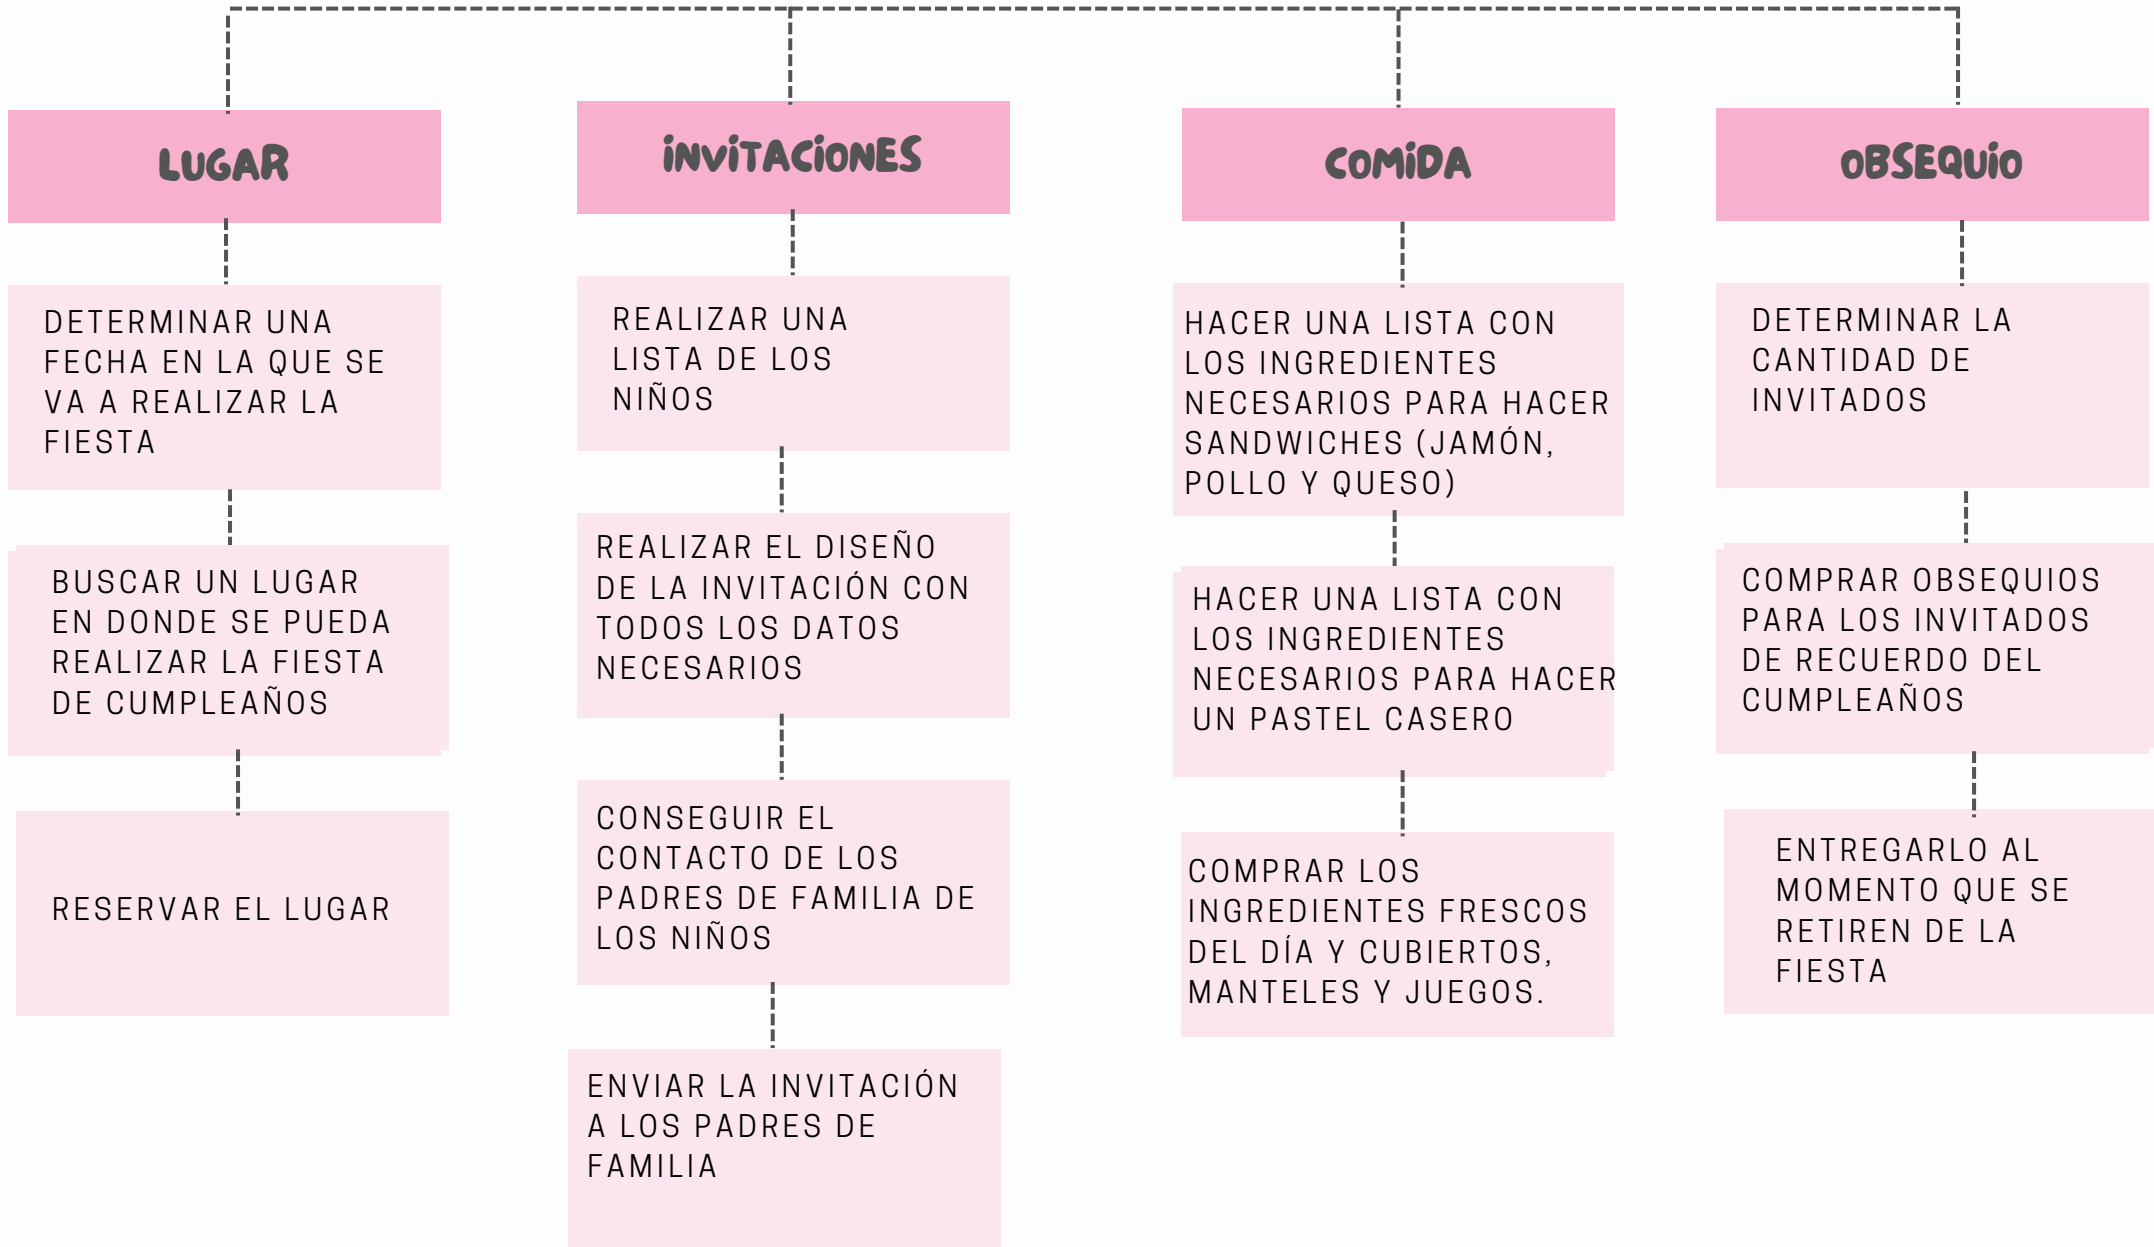 LUGAR
DETERMINAR UNA
FECHA EN LA QUE SE
VA A REALIZAR LA
FIESTA
BUSCAR UN LUGAR
EN DONDE SE PUEDA
REALIZAR LA FIESTA
DE CUMPLEAÑOS
RESERVAR EL LUGAR
INVITACIONES
REALIZAR UNA
LISTA DE LOS
NIÑOS
REALIZAR EL DISEÑO
DE LA INVITACIÓN CON
TODOS LOS DATOS
NECESARIOS
CONSEGUIR EL
CONTACTO DE LOS
PADRES DE FAMILIA DE
LOS NIÑOS
ENVIAR LA INVITACIÓN
A LOS PADRES DE
FAMILIA
COMIDA
HACER UNA LISTA CON
LOS INGREDIENTES
NECESARIOS PARA HACER
SANDWICHES (JAMÓN,
POLLO Y QUESO)
HACER UNA LISTA CON
LOS INGREDIENTES
NECESARIOS PARA HACER
UN PASTEL CASERO
COMPRAR LOS
INGREDIENTES FRESCOS
DEL DÍA Y CUBIERTOS,
MANTELES Y JUEGOS.
OBSEQUIO
DETERMINAR LA
CANTIDAD DE
INVITADOS
COMPRAR OBSEQUIOS
PARA LOS INVITADOS
DE RECUERDO DEL
CUMPLEAÑOS
ENTREGARLO AL
MOMENTO QUE SE
RETIREN DE LA
FIESTA